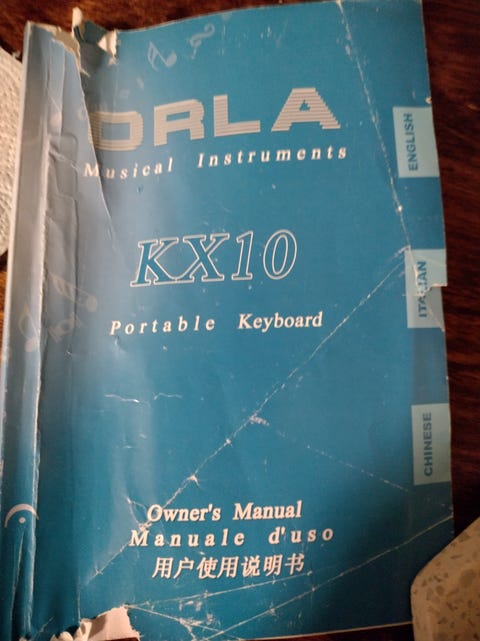 ORLA
Musical Instruments
KX10
Portable Keyboard
ENGLISH
ITALIAN
CHINESE
Owner's Manual
Manuale d'uso
用户使用说明书